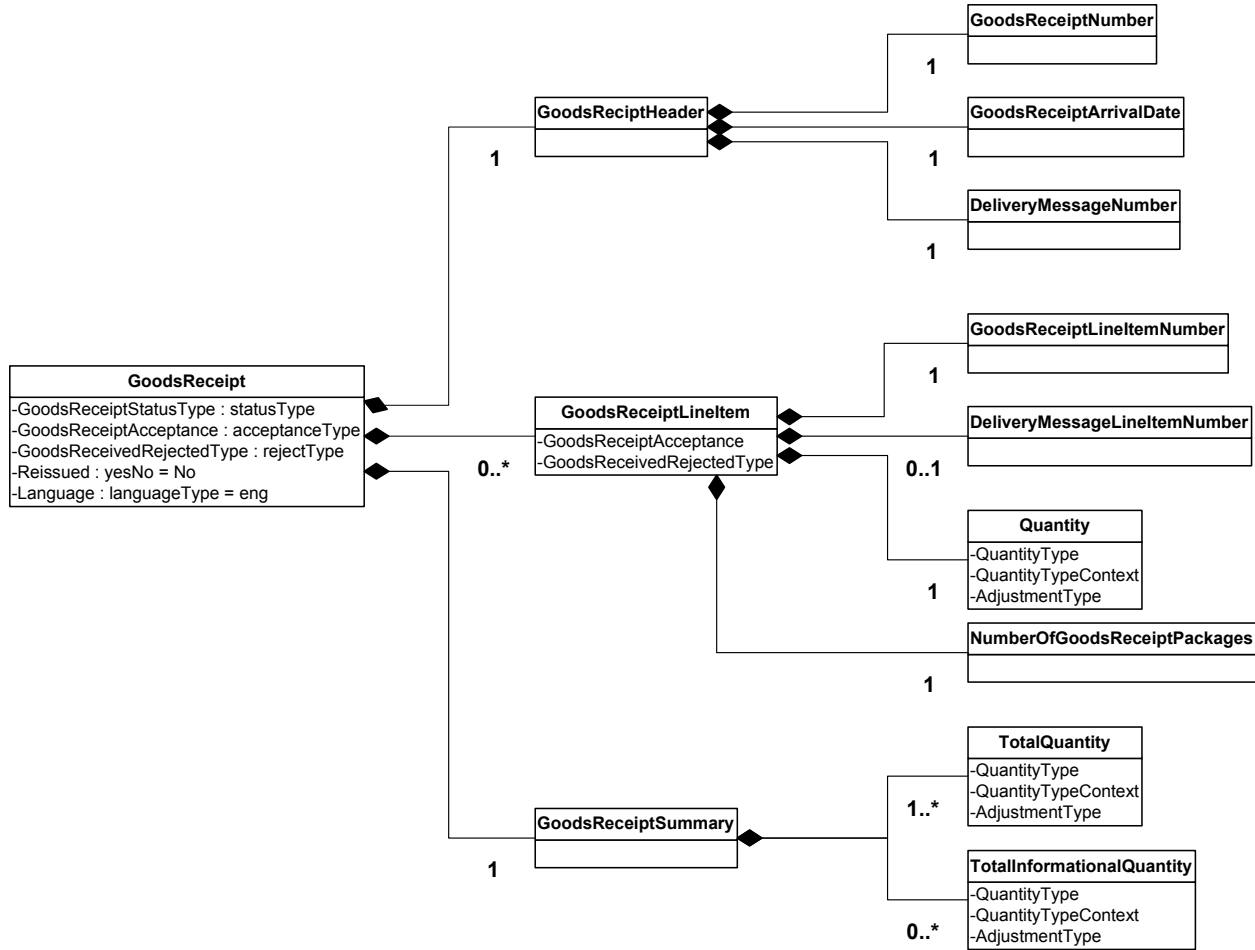 GoodsReceiptNumber
1
GoodsReciptHeader
GoodsReceiptArrivalDate
1
1
DeliveryMessageNumber
1
GoodsReceiptLineItemNumber
1
GoodsReceipt
-GoodsReceiptStatusType : statusType
-GoodsReceiptAcceptance : acceptanceType
-GoodsReceivedRejectedType : rejectType
-Reissued : yesNo = No
-Language : languageType = eng
GoodsReceiptLineItem
-GoodsReceiptAcceptance
-GoodsReceivedRejectedType
0..*
DeliveryMessageLineItemNumber
0..1
Quantity
-QuantityType
-QuantityTypeContext
-AdjustmentType
1
NumberOfGoodsReceiptPackages
1
TotalQuantity
-QuantityType
-QuantityTypeContext
-AdjustmentType
1..*
GoodsReceiptSummary
1
TotalInformationalQuantity
-QuantityType
-QuantityTypeContext
-AdjustmentType
0..*